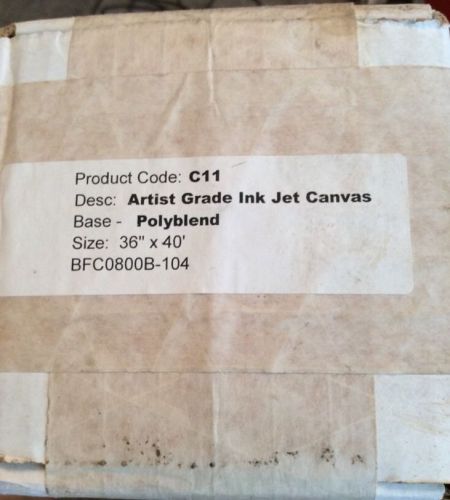 Product Code: C11
Desc: Artist Grade Ink Jet Canvas
Base - Polyblend
Size: 36" x 40'
BFC0800B-104